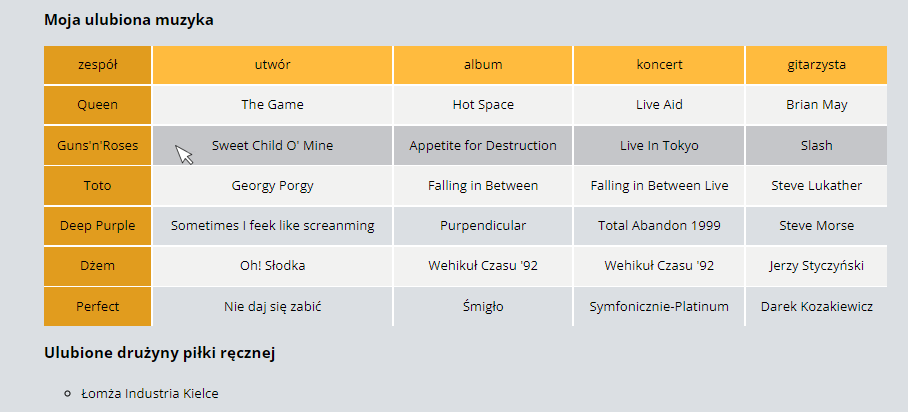 Moja ulubiona muzyka
zespół utwór album koncert gitarzysta
Queen The Game Hot Space Live Aid Brian May
Guns'n'Roses Sweet Child O' Mine Appetite for Destruction Live In Tokyo Slash
Toto Georgy Porgy Falling in Between Falling in Between Live Steve Lukather
Deep Purple Sometimes I feek like screanming Purpendicular Total Abandon 1999 Steve Morse
Dżem Oh! Słodka Wehikuł Czasu '92 Wehikuł Czasu '92 Jerzy Styczyński
Perfect Nie daj się zabić Śmigło Symfonicznie-Platinum Darek Kozakiewicz
Ulubione drużyny piłki ręcznej
Łomża Industria Kielce